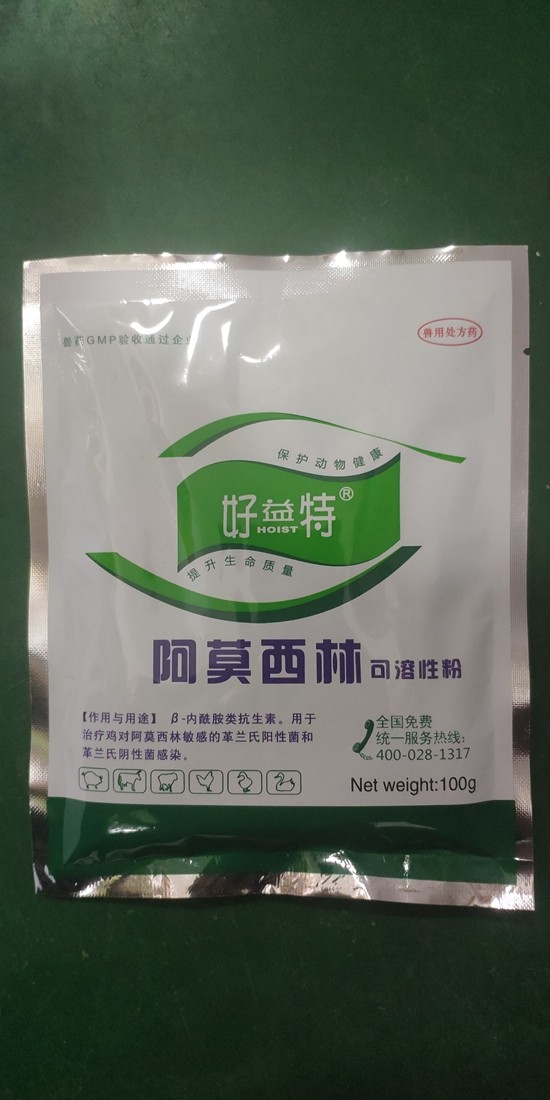 兽药GMP验收通过企业
兽用处方药
保护动物健康
好益特®
HOIST
提升生命质量
阿莫西林可溶性粉
【作用与用途】 β-内酰胺类抗生素。用于
治疗鸡对阿莫西林敏感的革兰氏阳性菌和
革兰氏阴性菌感染。
全国免费
统一服务热线：
400-028-1317
Net weight:100g